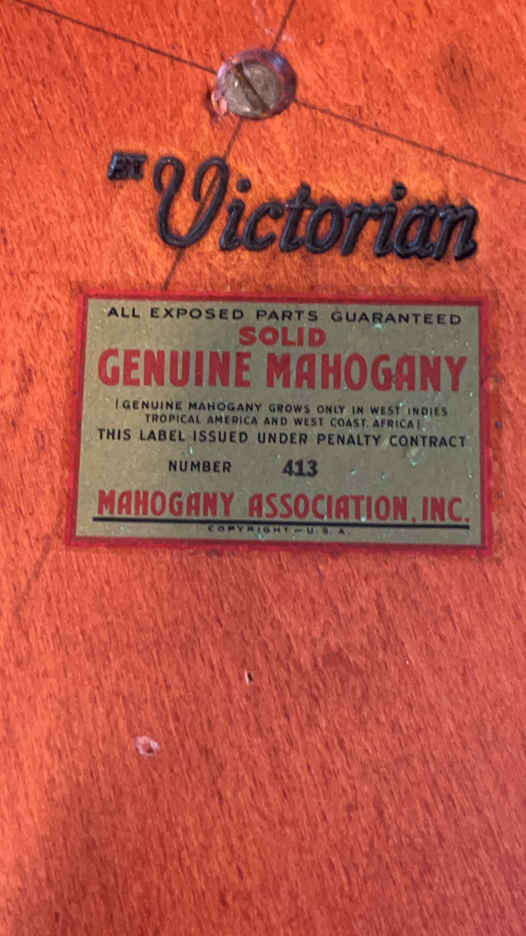 BY Victorian
ALL EXPOSED PARTS GUARANTEED
SOLID
GENUINE MAHOGANY
(GENUINE MAHOGANY GROWS ONLY IN WEST INDIES
TROPICAL AMERICA AND WEST COAST, AFRICA)
THIS LABEL ISSUED UNDER PENALTY CONTRACT
NUMBER 413
MAHOGANY ASSOCIATION, INC.
COPYRIGHT—U.S.A.